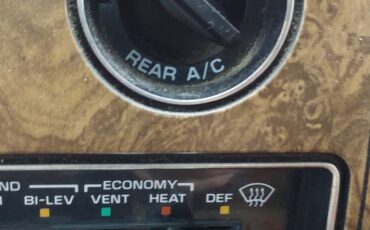 REAR A/C
ECONOMY
BI-LEV VENT HEAT DEF